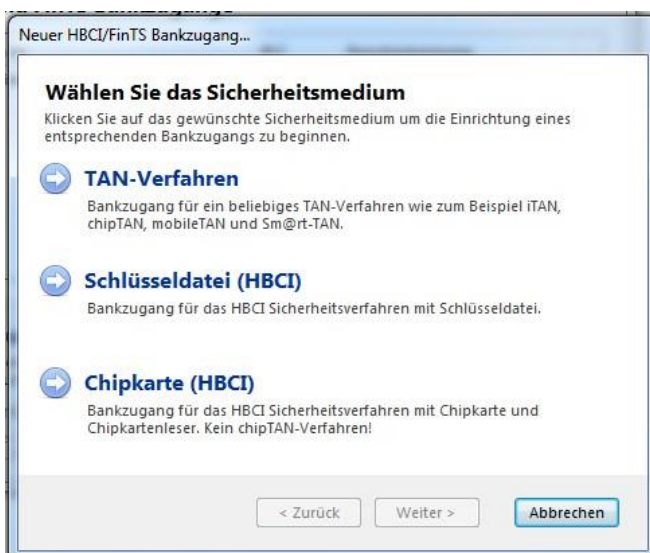 Neuer HBCI/FinTS Bankzugang...
Wählen Sie das Sicherheitsmedium
Klicken Sie auf das gewünschte Sicherheitsmedium um die Einrichtung eines
entsprechenden Bankzugangs zu beginnen.
TAN-Verfahren
Bankzugang für ein beliebiges TAN-Verfahren wie zum Beispiel iTAN,
chipTAN, mobileTAN und Sm@rt-TAN.
Schlüsseldatei (HBCI)
Bankzugang für das HBCI Sicherheitsverfahren mit Schlüsseldatei.
Chipkarte (HBCI)
Bankzugang für das HBCI Sicherheitsverfahren mit Chipkarte und
Chipkartenleser. Kein chipTAN-Verfahren!
< Zurück Weiter > Abbrechen